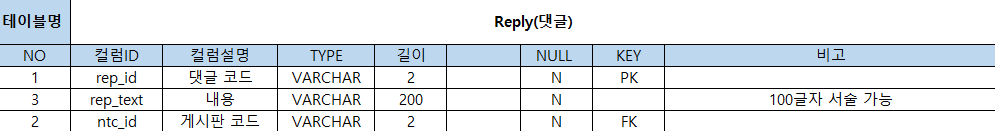 테이블명 Reply(댓글)
NO 컬럼ID 컬럼설명 TYPE 길이 NULL KEY 비고
1 rep_id 댓글 코드 VARCHAR 2 N PK
3 rep_text 내용 VARCHAR 200 N 100글자 서술 가능
2 ntc_id 게시판 코드 VARCHAR 2 N FK